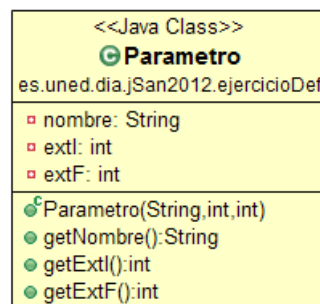 <<Java Class>>
Parametro
es.uned.dia.jSan2012.ejercicioDef
nombre: String
extI: int
extF: int
Parametro(String,int,int)
getNombre():String
getExtI():int
getExtF():int